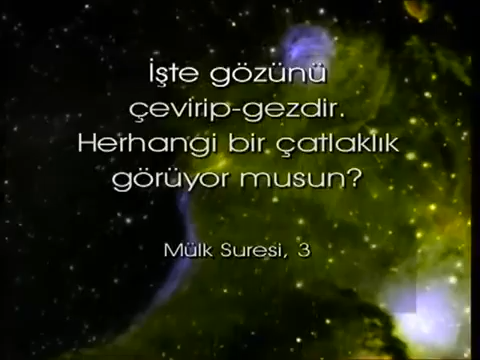 İşte gözünü
çevirip-gezdir.
Herhangi bir çatlaklık
görüyor musun?
Mülk Suresi, 3